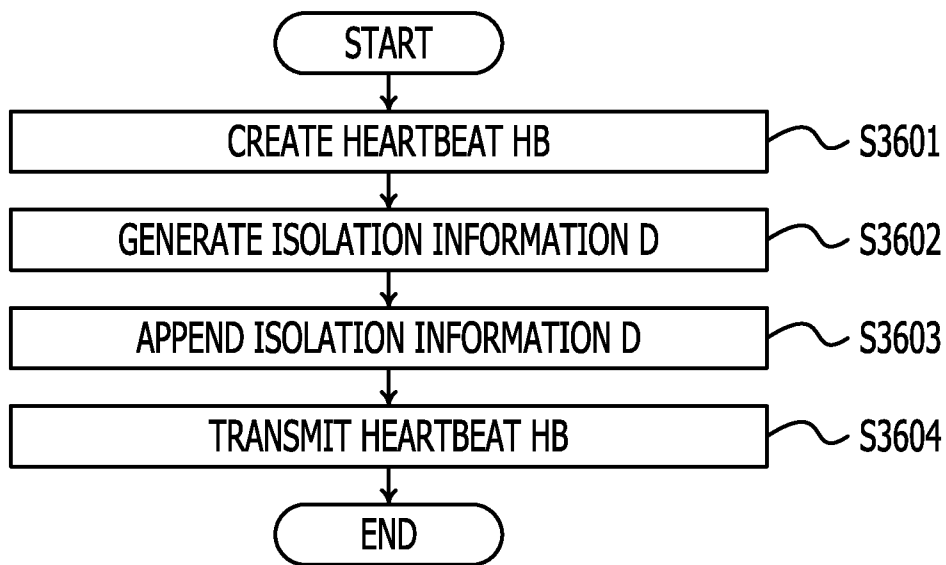 START
CREATE HEARTBEAT HB
S3601
GENERATE ISOLATION INFORMATION D
S3602
APPEND ISOLATION INFORMATION D
S3603
TRANSMIT HEARTBEAT HB
S3604
END